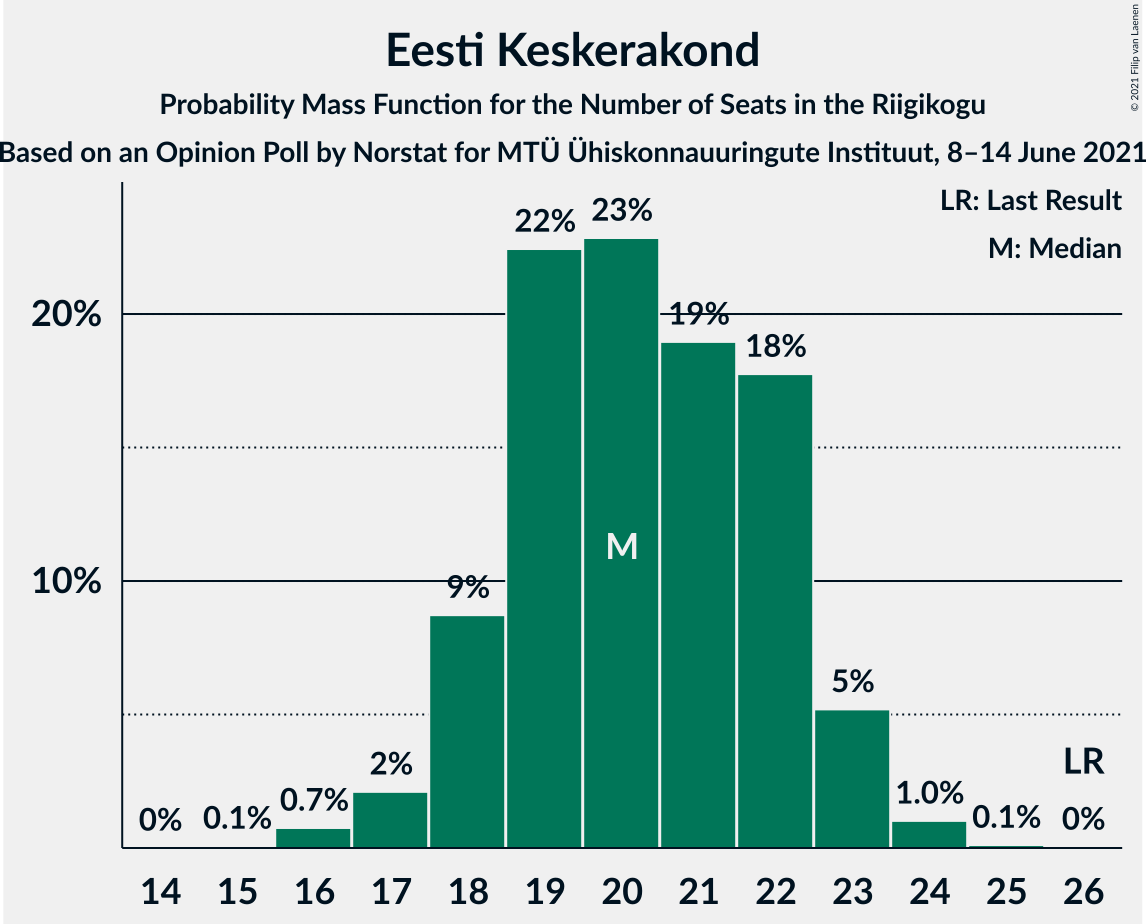 Eesti Keskerakond
Probability Mass Function for the Number of Seats in the Riigikogu
Based on an Opinion Poll by Norstat for MTÜ Ühiskonnauuringute Instituut, 8–14 June 2021
© 2021 Filip van Laenen
LR: Last Result
M: Median
20%
10%
0%
0.1%
0.7%
2%
9%
22%
23%
19%
18%
5%
1.0%
0.1%
0%
M
LR
14 15 16 17 18 19 20 21 22 23 24 25 26